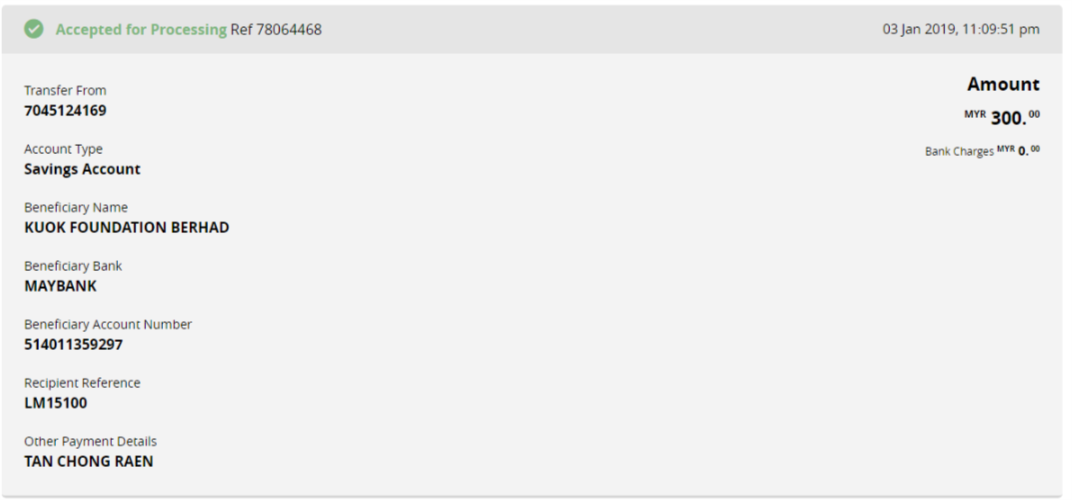 Accepted for Processing Ref 78064468
03 Jan 2019, 11:09:51 pm
Transfer From
7045124169
Account Type
Savings Account
Beneficiary Name
KUOK FOUNDATION BERHAD
Beneficiary Bank
MAYBANK
Beneficiary Account Number
514011359297
Recipient Reference
LM15100
Other Payment Details
TAN CHONG RAEN
Amount
MYR 300.00
Bank Charges MYR 0.00